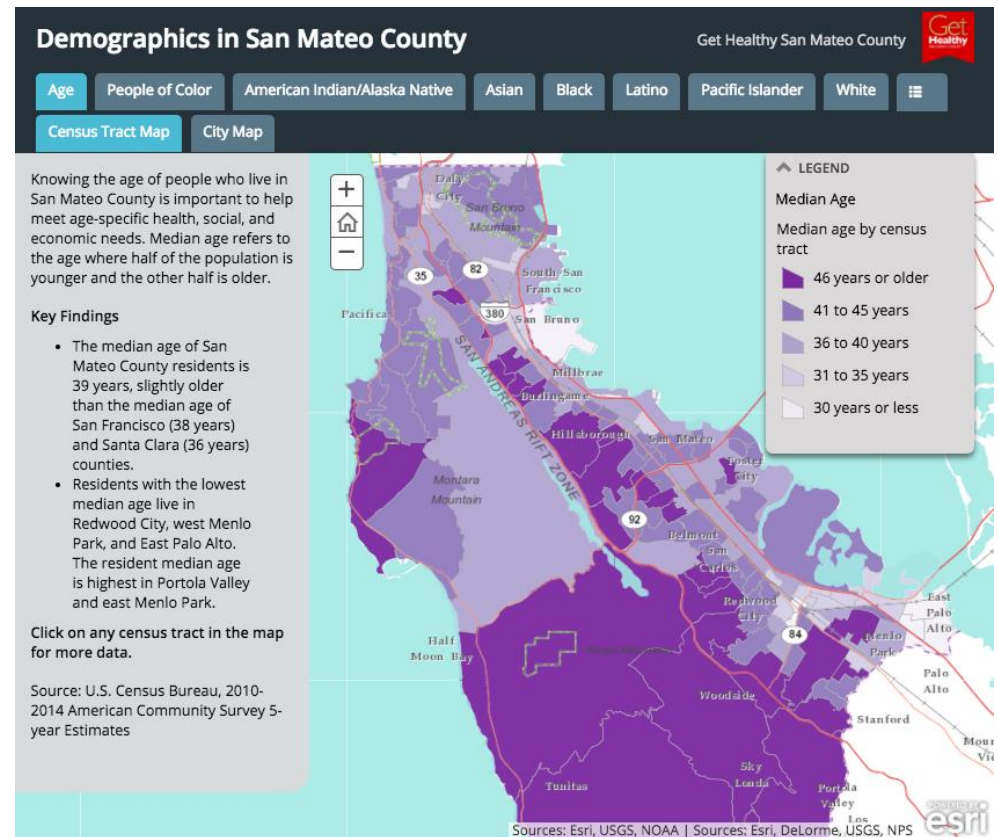 Demographics in San Mateo County
Get Healthy San Mateo County
Get
Healthy
Age
People of Color
American Indian/Alaska Native
Asian
Black
Latino
Pacific Islander
White
Census Tract Map
City Map
Knowing the age of people who live in
San Mateo County is important to help
meet age-specific health, social, and
economic needs. Median age refers to
the age where half of the population is
younger and the other half is older.
Key Findings
• The median age of San
Mateo County residents is
39 years, slightly older
than the median age of
San Francisco (38 years)
and Santa Clara (36 years)
counties.
• Residents with the lowest
median age live in
Redwood City, west Menlo
Park, and East Palo Alto.
The resident median age
is highest in Portola Valley
and east Menlo Park.
Click on any census tract in the map
for more data.
Source: U.S. Census Bureau, 2010-
2014 American Community Survey 5-
year Estimates
+
−
LEGEND
Median Age
Median age by census
tract
46 years or older
41 to 45 years
36 to 40 years
31 to 35 years
30 years or less
Daly
City
San Bruno
Mountain
35
82
South San
Francisco
Pacifica
380
San Bruno
SAN ANDREAS RIFT ZONE
Millbrae
Burlingame
Hillsborough
San Mateo
Foster
City
Montara
Mountain
92
Belmont
San
Carlos
Redwood
City
84
East
Palo
Alto
Menlo
Park
Half
Moon Bay
Palo
Alto
Woodside
Stanford
Sky
Londa
Tunitas
Portola
Valley
Los
POWERED BY
esri
Sources: Esri, USGS, NOAA | Sources: Esri, DeLorme, USGS, NPS